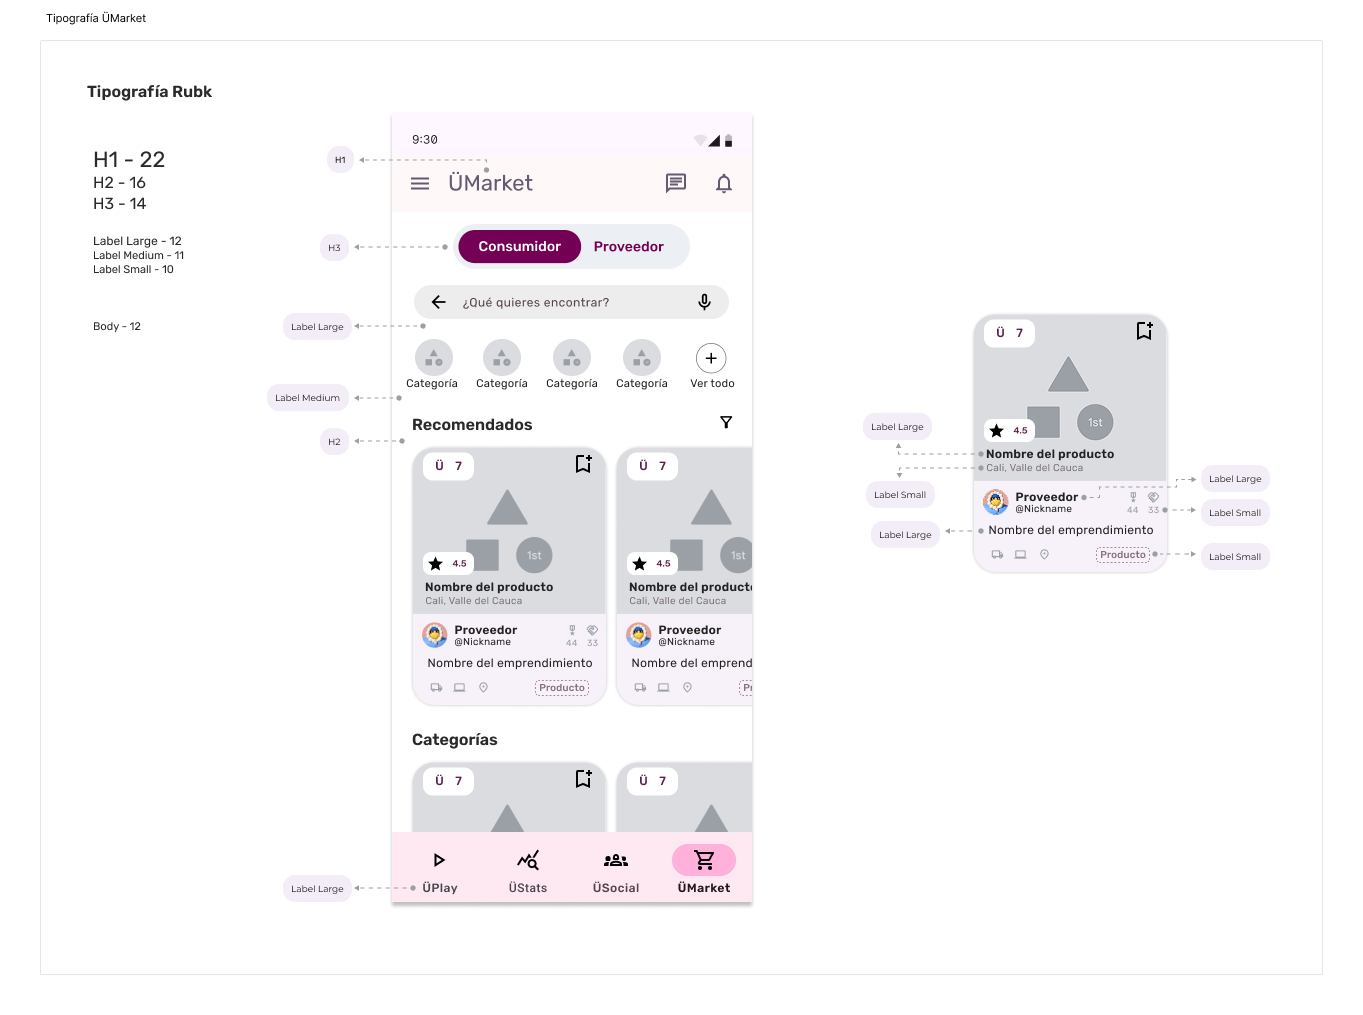 Tipografía ÜMarket
Tipografía Rubk
H1 - 22
H2 - 16
H3 - 14
Label Large - 12
Label Medium - 11
Label Small - 10
Body - 12
H1
H3
Label Large
Label Medium
H2
Label Large
9:30
ÜMarket
Consumidor Proveedor
¿Qué quieres encontrar?
Categoría Categoría Categoría Categoría Ver todo
Recomendados
Ü 7 Ü 7
1st 1st
4.5 4.5
Nombre del producto Nombre del producto
Cali, Valle del Cauca Cali, Valle del Cauca
Proveedor Proveedor
@Nickname 44 33 @Nickname
Nombre del emprendimiento Nombre del emprend
Producto Pr
Categorías
Ü 7 Ü 7
ÜPlay ÜStats ÜSocial ÜMarket
Ü 7
1st
4.5
Nombre del producto
Cali, Valle del Cauca
Proveedor
@Nickname 44 33
Nombre del emprendimiento
Producto
Label Large
Label Small
Label Large
Label Large
Label Small
Label Small